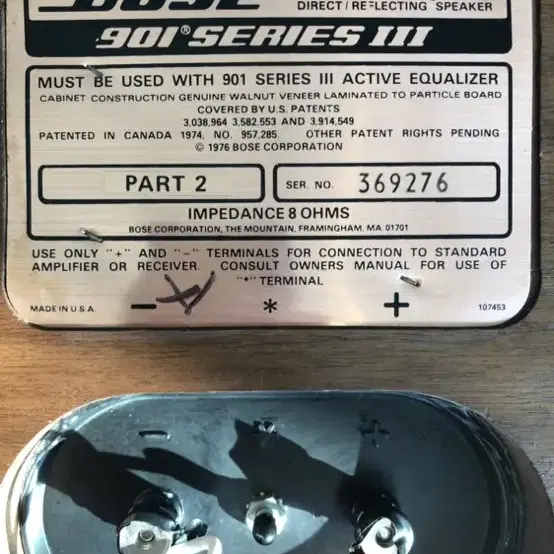 BOSE
DIRECT/REFLECTING SPEAKER
901® SERIES III
MUST BE USED WITH 901 SERIES III ACTIVE EQUALIZER
CABINET CONSTRUCTION GENUINE WALNUT VENEER LAMINATED TO PARTICLE BOARD
COVERED BY U.S. PATENTS
3,038,964 3,582,553 AND 3,914,549
PATENTED IN CANADA 1974, NO. 957,285. OTHER PATENT RIGHTS PENDING
© 1976 BOSE CORPORATION
PART 2
SER. NO. 369276
IMPEDANCE 8 OHMS
BOSE CORPORATION, THE MOUNTAIN, FRAMINGHAM, MA. 01701
USE ONLY "+" AND "−" TERMINALS FOR CONNECTION TO STANDARD
AMPLIFIER OR RECEIVER. CONSULT OWNERS MANUAL FOR USE OF
"*" TERMINAL
MADE IN U.S.A. − * + 107453
− * +